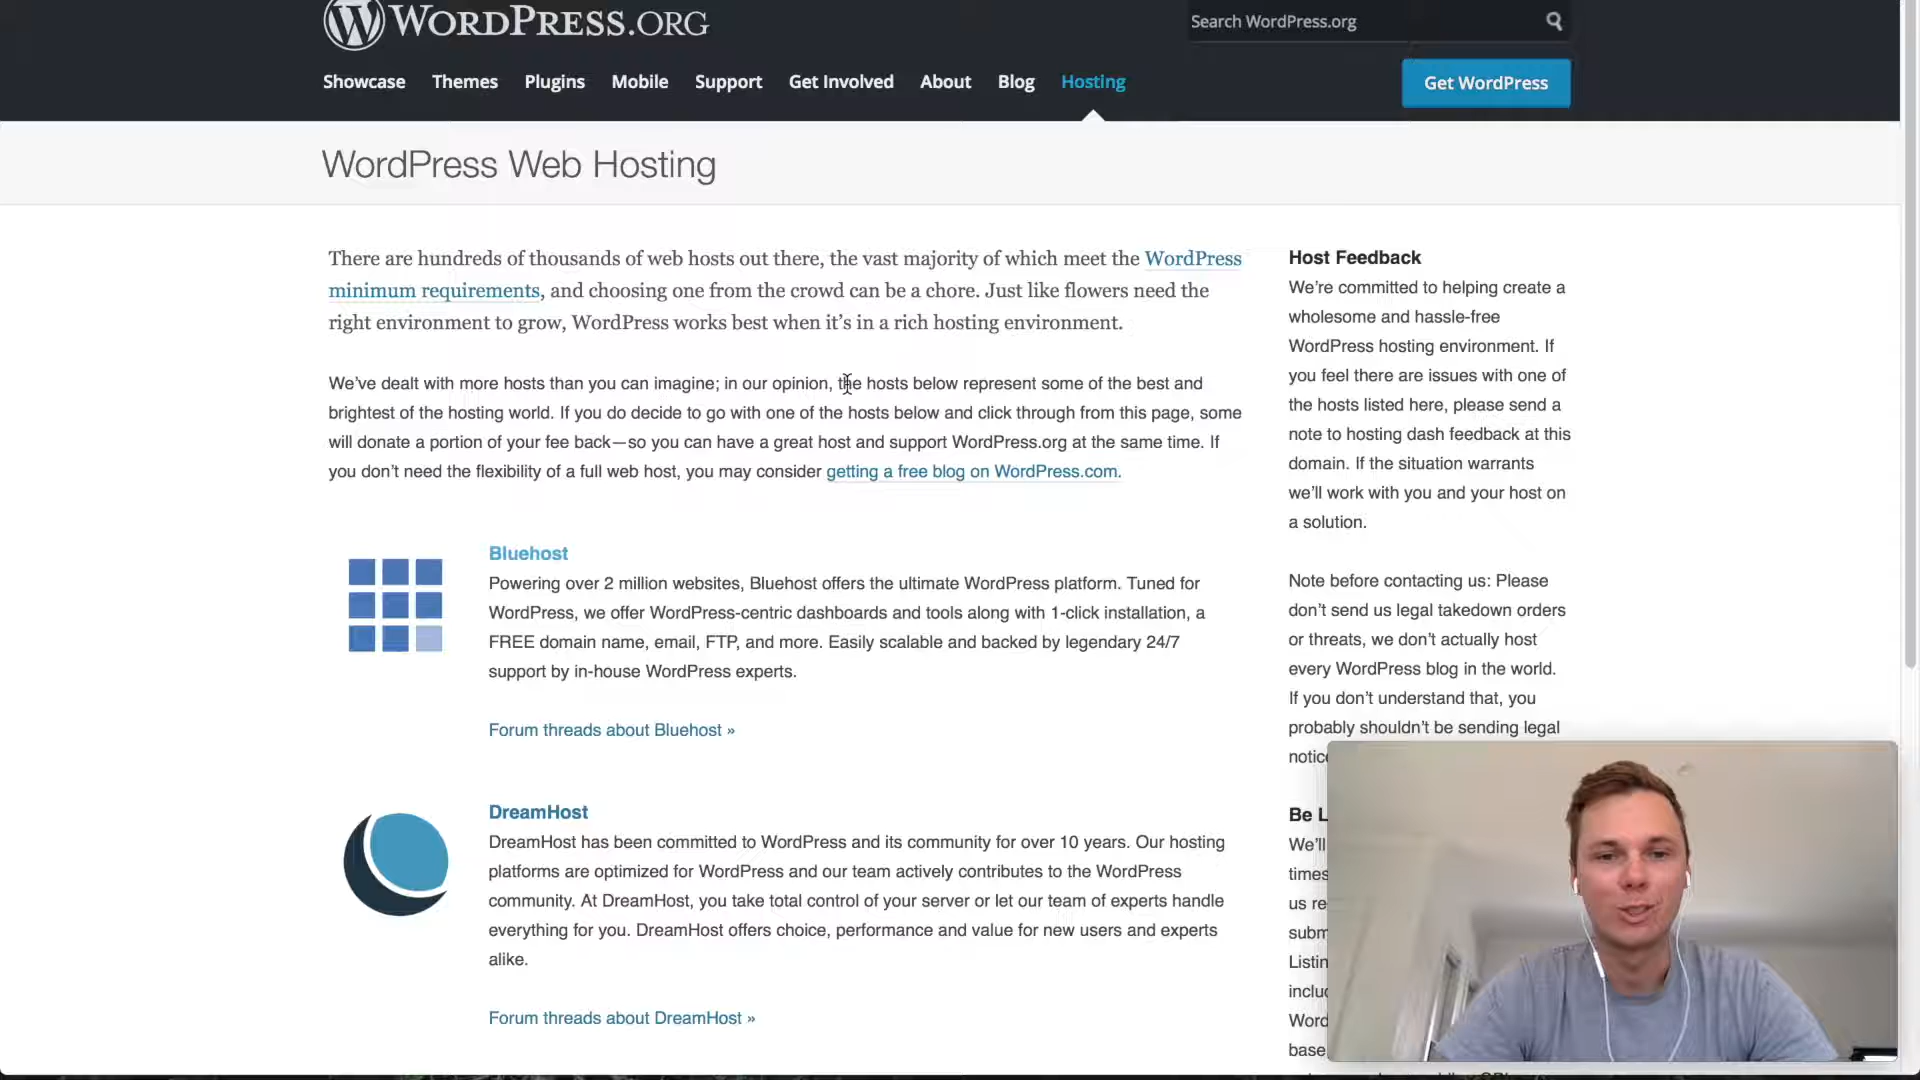 WORDPRESS.ORG
Search WordPress.org
Showcase Themes Plugins Mobile Support Get Involved About Blog Hosting
Get WordPress
WordPress Web Hosting
There are hundreds of thousands of web hosts out there, the vast majority of which meet the WordPress
minimum requirements, and choosing one from the crowd can be a chore. Just like flowers need the
right environment to grow, WordPress works best when it’s in a rich hosting environment.
We’ve dealt with more hosts than you can imagine; in our opinion, the hosts below represent some of the best and
brightest of the hosting world. If you do decide to go with one of the hosts below and click through from this page, some
will donate a portion of your fee back—so you can have a great host and support WordPress.org at the same time. If
you don’t need the flexibility of a full web host, you may consider getting a free blog on WordPress.com.
Bluehost
Powering over 2 million websites, Bluehost offers the ultimate WordPress platform. Tuned for
WordPress, we offer WordPress-centric dashboards and tools along with 1-click installation, a
FREE domain name, email, FTP, and more. Easily scalable and backed by legendary 24/7
support by in-house WordPress experts.
Forum threads about Bluehost »
DreamHost
DreamHost has been committed to WordPress and its community for over 10 years. Our hosting
platforms are optimized for WordPress and our team actively contributes to the WordPress
community. At DreamHost, you take total control of your server or let our team of experts handle
everything for you. DreamHost offers choice, performance and value for new users and experts
alike.
Forum threads about DreamHost »
Host Feedback
We’re committed to helping create a
wholesome and hassle-free
WordPress hosting environment. If
you feel there are issues with one of
the hosts listed here, please send a
note to hosting dash feedback at this
domain. If the situation warrants
we’ll work with you and your host on
a solution.
Note before contacting us: Please
don’t send us legal takedown orders
or threats, we don’t actually host
every WordPress blog in the world.
If you don’t understand that, you
probably shouldn’t be sending legal
notic
Be L
We’ll
times
us re
subm
Listin
includ
Word
base